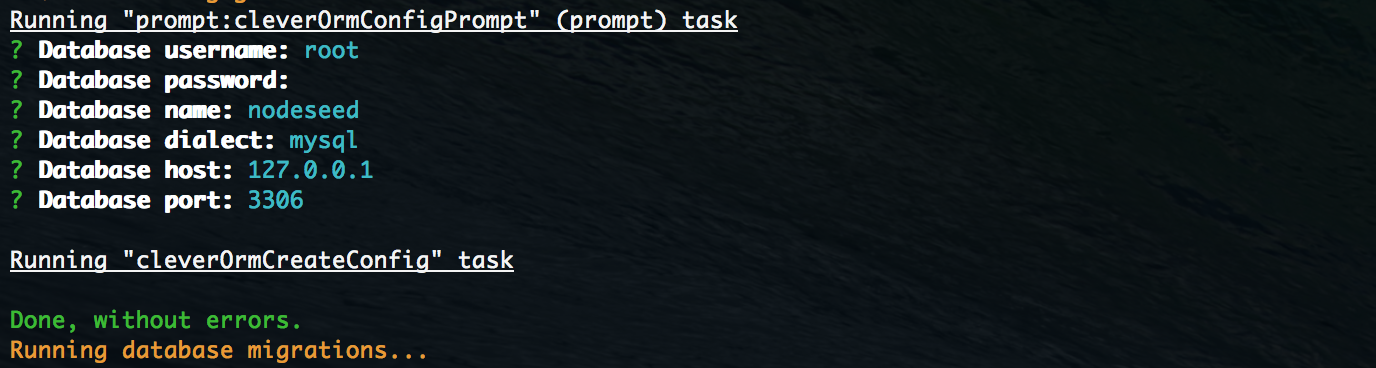 Running "prompt:cleverOrmConfigPrompt" (prompt) task
? Database username: root
? Database password:
? Database name: nodeseed
? Database dialect: mysql
? Database host: 127.0.0.1
? Database port: 3306
Running "cleverOrmCreateConfig" task
Done, without errors.
Running database migrations...